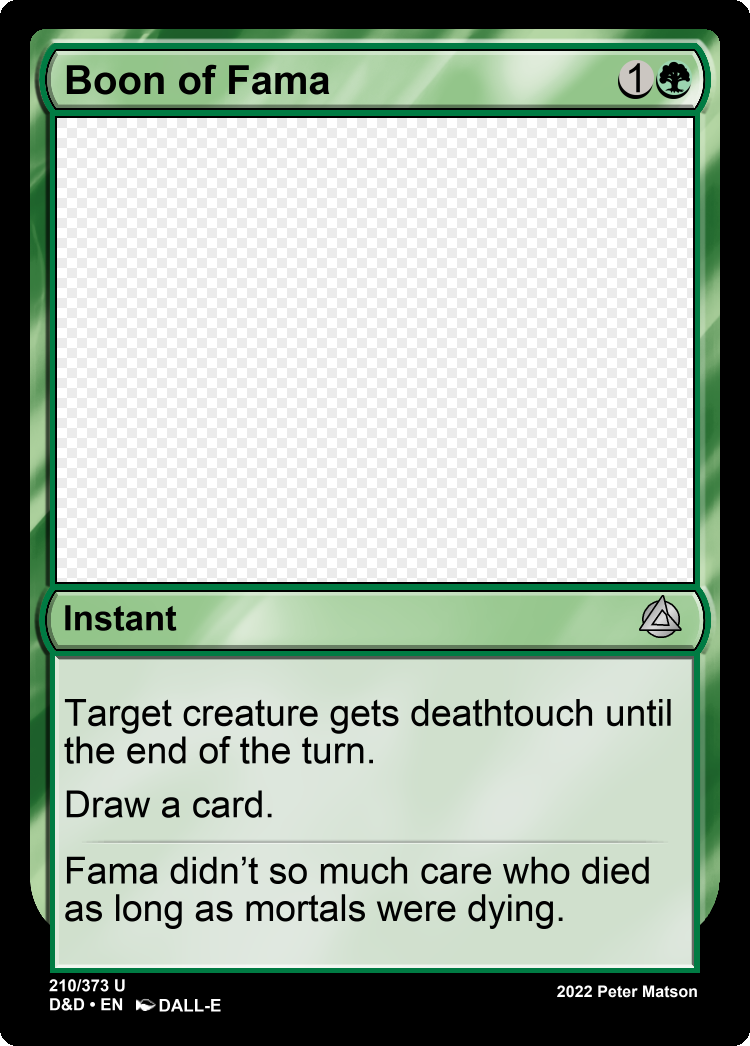 Boon of Fama
1
Instant
Target creature gets deathtouch until
the end of the turn.
Draw a card.
Fama didn’t so much care who died
as long as mortals were dying.
210/373 U
D&D • EN DALL-E
2022 Peter Matson